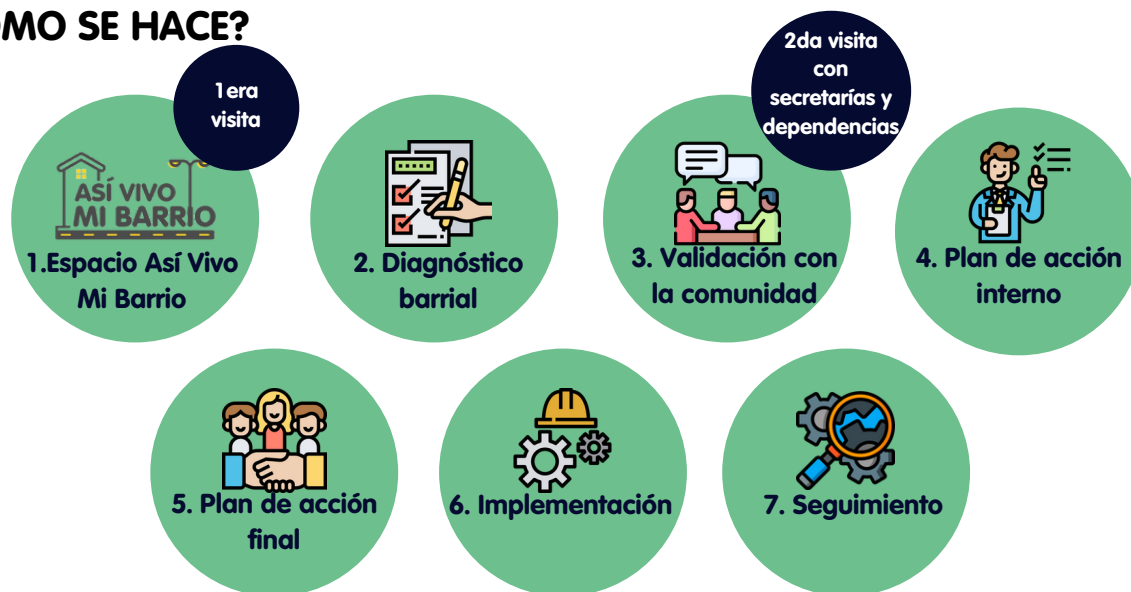 OMO SE HACE?
1era
visita
2da visita
con
secretarías y
dependencias
ASÍ VIVO
MI BARRIO
1.Espacio Así Vivo
Mi Barrio
2. Diagnóstico
barrial
3. Validación con
la comunidad
4. Plan de acción
interno
5. Plan de acción
final
6. Implementación
7. Seguimiento